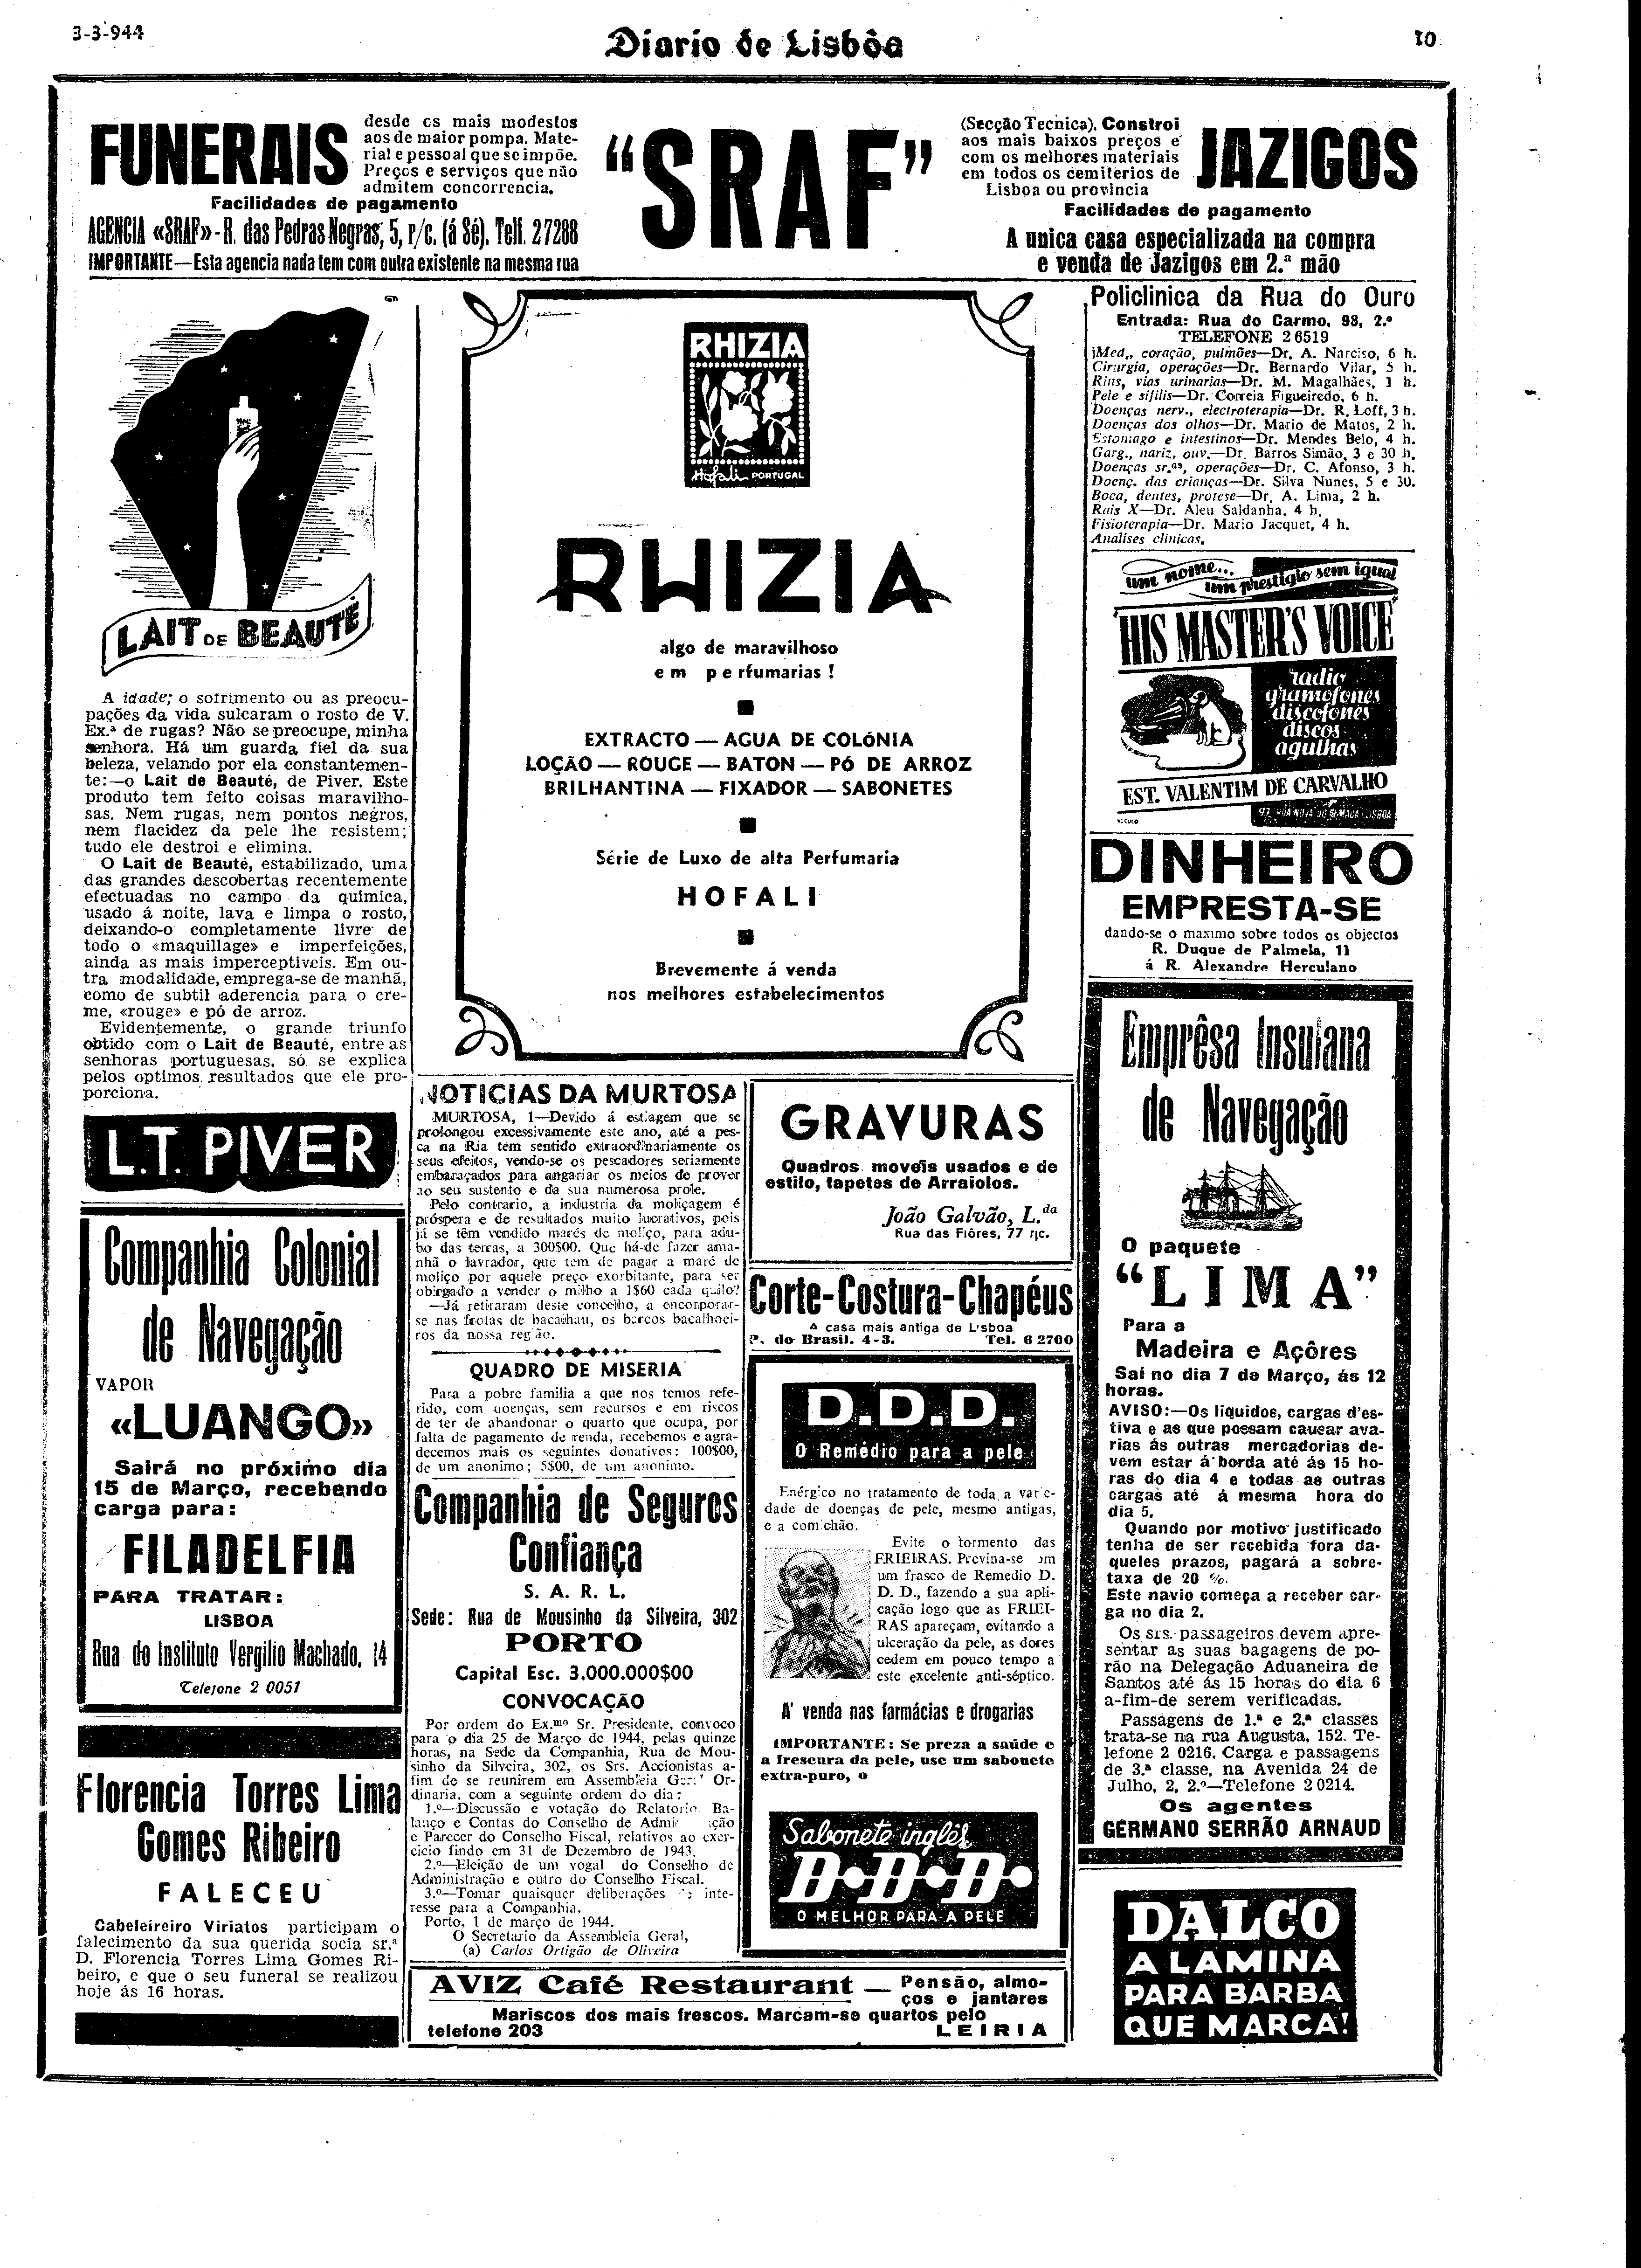 3-3-944
Diario de Lisbôa
10
FUNERAIS
desde os mais modestos
aos de maior pompa. Mate-
rial e pessoal que se impõe.
Preços e serviços que não
admitem concorrencia.
Facilidades de pagamento
AGENCIA «SRAF»-R. das Pedras Negras, 5, r/c. (á Sé). Telf. 27288
IMPORTANTE—Esta agencia nada tem com outra existente na mesma rua
“SRAF”
(Secção Tecnica). Constroi
aos mais baixos preços e
com os melhores materiais
em todos os cemitérios de
Lisboa ou provincia
JAZIGOS
Facilidades de pagamento
A unica casa especializada na compra
e venda de Jazigos em 2.ª mão
LAIT DE BEAUTÉ
A idade; o sofrimento ou as preocu-
pações da vida sulcaram o rosto de V.
Ex.ª de rugas? Não se preocupe, minha
senhora. Há um guarda fiel da sua
beleza, velando por ela constantemen-
te:—o Lait de Beauté, de Piver. Este
produto tem feito coisas maravilho-
sas. Nem rugas, nem pontos negros,
nem flacidez da pele lhe resistem;
tudo ele destroi e elimina.
O Lait de Beauté, estabilizado, uma
das grandes descobertas recentemente
efectuadas no campo da quimica,
usado á noite, lava e limpa o rosto,
deixando-o completamente livre de
todo o «maquillage» e imperfeições,
ainda as mais imperceptiveis. Em ou-
tra modalidade, emprega-se de manhã,
como de subtil aderencia para o cre-
me, «rouge» e pó de arroz.
Evidentemente, o grande triunfo
obtido com o Lait de Beauté, entre as
senhoras portuguesas, só se explica
pelos optimos resultados que ele pro-
porciona.
L.T. PIVER
Companhia Colonial
de Navegação
VAPOR
«LUANGO»
Sairá no próximo dia
15 de Março, recebendo
carga para:
FILADELFIA
PARA TRATAR:
LISBOA
Rua do Instituto Vergilio Machado, 14
Telefone 2 0051
Florencia Torres Lima
Gomes Ribeiro
FALECEU
Cabeleireiro Viriatos participam o
falecimento da sua querida socia sr.ª
D. Florencia Torres Lima Gomes Ri-
beiro, e que o seu funeral se realizou
hoje ás 16 horas.
RHIZIA
Hofali PORTUGAL
RHIZIA
algo de maravilhoso
em perfumarias !
EXTRACTO — AGUA DE COLÓNIA
LOÇÃO — ROUGE — BATON — PÓ DE ARROZ
BRILHANTINA — FIXADOR — SABONETES
Série de Luxo de alta Perfumaria
HOFALI
Brevemente á venda
nos melhores estabelecimentos
NOTICIAS DA MURTOSA
MURTOSA, 1—Devido á estiagem que se
prolongou excessivamente este ano, até a pes-
ca na Ria tem sentido extraordinariamente os
seus efeitos, vendo-se os pescadores seriamente
embaraçados para angariar os meios de prover
ao seu sustento e da sua numerosa prole.
Pelo contrario, a industria da moliçagem é
próspera e de resultados muito lucrativos, pois
já se têm vendido marés de moliço, para adu-
bo das terras, a 300$00. Que há-de fazer ama-
nhã o lavrador, que tem de pagar a maré de
moliço por aquele preço exorbitante, para ser
obrigado a vender o milho a 1$60 cada quilo?
—Já retiraram deste concelho, a encorporar-
se nas frotas de bacalhau, os barcos bacalhoei-
ros da nossa região.
QUADRO DE MISERIA
Para a pobre familia a que nos temos refe-
rido, com doenças, sem recursos e em riscos
de ter de abandonar o quarto que ocupa, por
falta de pagamento de renda, recebemos e agra-
decemos mais os seguintes donativos: 100$00,
de um anonimo; 5$00, de um anonimo.
Companhia de Seguros
Confiança
S. A. R. L.
Sede: Rua de Mousinho da Silveira, 302
PORTO
Capital Esc. 3.000.000$00
CONVOCAÇÃO
Por ordem do Ex.mo Sr. Presidente, convoco
para o dia 25 de Março de 1944, pelas quinze
horas, na Sede da Companhia, Rua de Mou-
sinho da Silveira, 302, os Srs. Accionistas a-
fim de se reunirem em Assembleia Geral Or-
dinaria, com a seguinte ordem do dia:
1.º—Discussão e votação do Relatorio. Ba-
lanço e Contas do Conselho de Admi ção
e Parecer do Conselho Fiscal, relativos ao exer-
cicio findo em 31 de Dezembro de 1943.
2.º—Eleição de um vogal do Conselho de
Administração e outro do Conselho Fiscal.
3.º—Tomar quaisquer deliberações inte-
resse para a Companhia.
Porto, 1 de março de 1944.
O Secretario da Assembleia Geral,
(a) Carlos Ortigão de Oliveira
GRAVURAS
Quadros moveis usados e de
estilo, tapetes de Arraiolos.
João Galvão, L.da
Rua das Flôres, 77 r|c.
Corte-Costura-Chapéus
A casa mais antiga de Lisboa
P. do Brasil. 4-3. Tel. 6 2700
D.D.D.
O Remédio para a pele
Enérgico no tratamento de toda a varie-
dade de doenças de pele, mesmo antigas,
e a comichão.
Evite o tormento das
FRIEIRAS. Previna-se om
um frasco de Remedio D.
D. D., fazendo a sua apli-
cação logo que as FRIEI-
RAS apareçam, evitando a
ulceração da pele, as dores
cedem em pouco tempo a
este excelente anti-séptico.
A' venda nas farmácias e drogarias
IMPORTANTE: Se preza a saúde e
a frescura da pele, use um sabonete
extra-puro, o
Sabonete inglês
D·D·D·
O MELHOR PARA A PELE
AVIZ Café Restaurant — Pensão, almo-
ços e jantares
Mariscos dos mais frescos. Marcam-se quartos pelo
telefone 203 LEIRIA
Policlinica da Rua do Ouro
Entrada: Rua do Carmo, 98, 2.º
TELEFONE 2 6519
Med., coração, pulmões—Dr. A. Narciso, 6 h.
Cirurgia, operações—Dr. Bernardo Vilar, 5 h.
Rins, vias urinarias—Dr. M. Magalhães, 1 h.
Pele e sifilis—Dr. Correia Figueiredo, 6 h.
Doenças nerv., electroterapia—Dr. R. Loff, 3 h.
Doenças dos olhos—Dr. Mario de Matos, 2 h.
Estomago e intestinos—Dr. Mendes Belo, 4 h.
Garg., nariz, ouv.—Dr. Barros Simão, 3 e 30 h.
Doenças sr.as, operações—Dr. C. Afonso, 3 h.
Doenç. das crianças—Dr. Silva Nunes, 5 e 30.
Boca, dentes, protese—Dr. A. Lima, 2 h.
Rais X—Dr. Aleu Saldanha, 4 h.
Fisioterapia—Dr. Mario Jacquet, 4 h.
Analises clinicas.
um nome...
um prestígio sem igual
HIS MASTER'S VOICE
radio
gramofones
discofones
discos
agulhas
EST. VALENTIM DE CARVALHO
97, RUA NOVA DO ALMADA-LISBOA
DINHEIRO
EMPRESTA-SE
dando-se o maximo sobre todos os objectos
R. Duque de Palmela, 11
á R. Alexandre Herculano
Emprêsa Insulana
de Navegação
O paquete
“LIMA”
Para a
Madeira e Açôres
Sai no dia 7 de Março, ás 12
horas.
AVISO:—Os liquidos, cargas d'es-
tiva e as que possam causar ava-
rias ás outras mercadorias de-
vem estar á borda até ás 15 ho-
ras do dia 4 e todas as outras
cargas até á mesma hora do
dia 5.
Quando por motivo justificado
tenha de ser recebida fora da-
queles prazos, pagará a sobre-
taxa de 20 %.
Este navio começa a receber car-
ga no dia 2.
Os srs. passageiros devem apre-
sentar as suas bagagens de po-
rão na Delegação Aduaneira de
Santos até ás 15 horas do dia 6
a-fim-de serem verificadas.
Passagens de 1.ª e 2.ª classes
trata-se na rua Augusta, 152. Te-
lefone 2 0216. Carga e passagens
de 3.ª classe, na Avenida 24 de
Julho, 2, 2.º—Telefone 2 0214.
Os agentes
GERMANO SERRÃO ARNAUD
DALCO
A LAMINA
PARA BARBA
QUE MARCA!